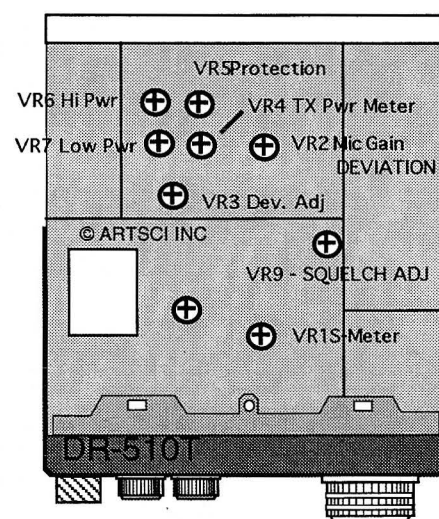 VR5Protection
VR6 Hi Pwr
VR4 TX Pwr Meter
VR7 Low Pwr
VR2 Mic Gain
DEVIATION
VR3 Dev. Adj
© ARTSCI INC
VR9 - SQUELCH ADJ
VR1S-Meter
DR-510T